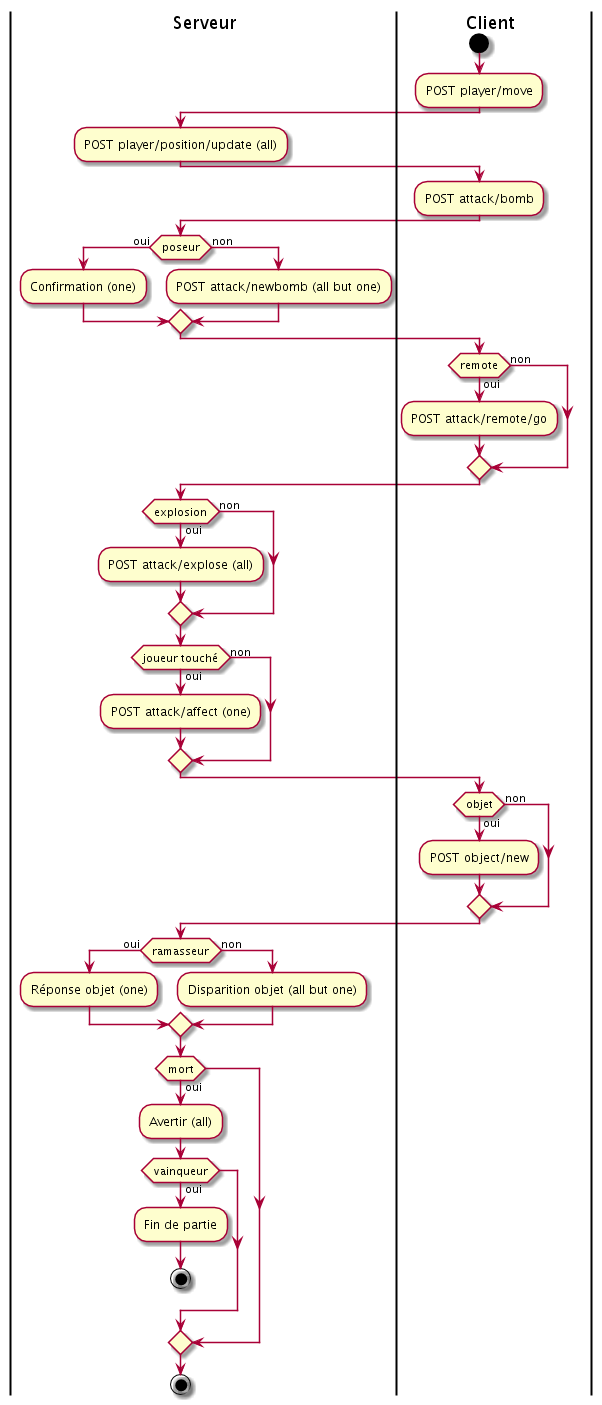 Serveur
Client
POST player/move
POST player/position/update (all)
POST attack/bomb
oui
poseur
non
Confirmation (one)
POST attack/newbomb (all but one)
remote
non
oui
POST attack/remote/go
explosion
non
oui
POST attack/explose (all)
joueur touché
non
oui
POST attack/affect (one)
objet
non
oui
POST object/new
oui
ramasseur
non
Réponse objet (one)
Disparition objet (all but one)
mort
oui
Avertir (all)
vainqueur
oui
Fin de partie